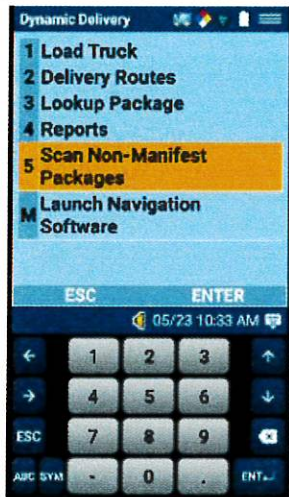 Dynamic Delivery
1 Load Truck
2 Delivery Routes
3 Lookup Package
4 Reports
5 Scan Non-Manifest
Packages
M Launch Navigation
Software
ESC ENTER
05/23 10:33 AM
← 1 2 3 ↑
→ 4 5 6 ↓
ESC 7 8 9
ABC SYM - 0 . ENT